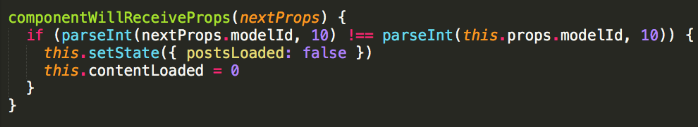 componentWillReceiveProps(nextProps) {
  if (parseInt(nextProps.modelId, 10) !== parseInt(this.props.modelId, 10)) {
    this.setState({ postsLoaded: false })
    this.contentLoaded = 0
  }
}